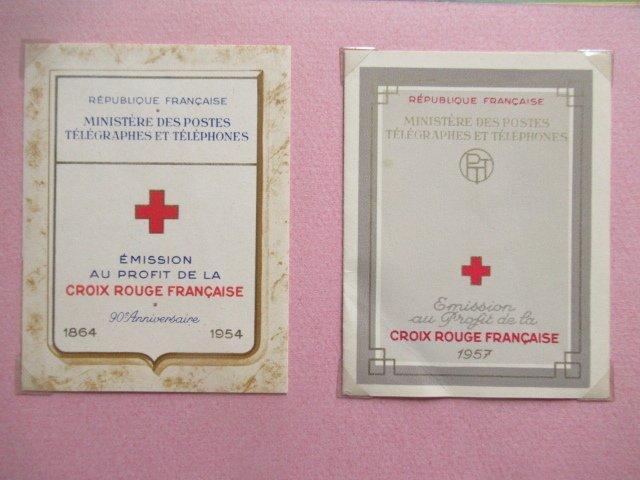 RÉPUBLIQUE FRANÇAISE
MINISTÈRE DES POSTES
TÉLÉGRAPHES ET TÉLÉPHONES
ÉMISSION
AU PROFIT DE LA
CROIX ROUGE FRANÇAISE
90e Anniversaire
1864 1954
RÉPUBLIQUE FRANÇAISE
MINISTÈRE DES POSTES
TÉLÉGRAPHES ET TÉLÉPHONES
PTT
Emission
au Profit de la
CROIX ROUGE FRANÇAISE
1957